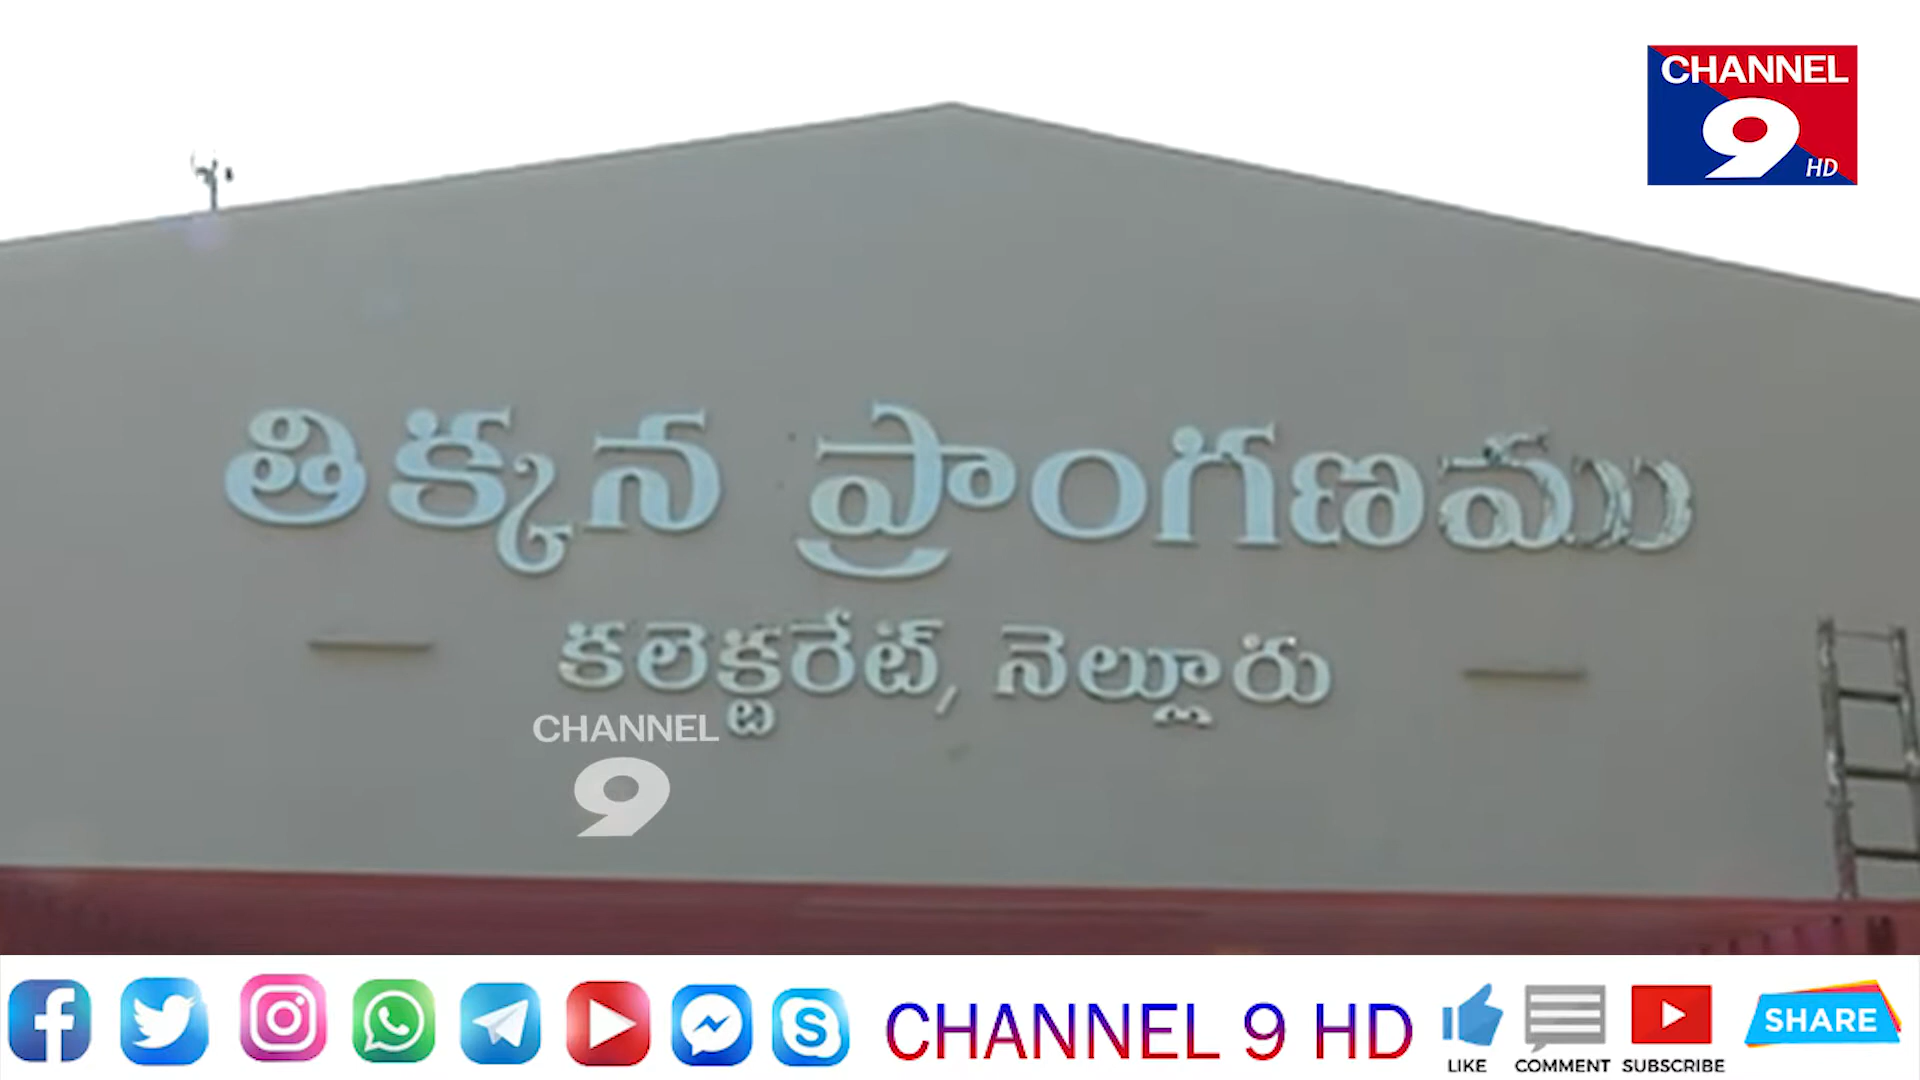 CHANNEL
9
HD
తిక్కన ప్రాంగణము
కలెక్టరేట్, నెల్లూరు
CHANNEL
9
CHANNEL 9 HD
LIKE
COMMENT
SUBSCRIBE
SHARE